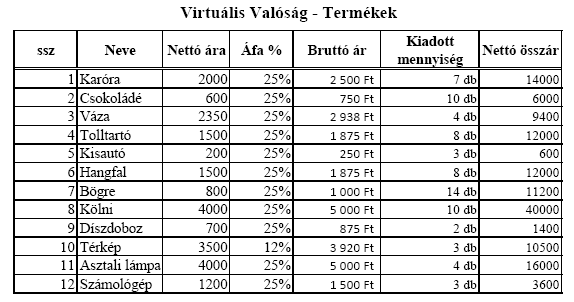 Virtuális Valóság - Termékek
ssz Neve Nettó ára Áfa % Bruttó ár Kiadott mennyiség Nettó összár
1 Karóra 2000 25% 2 500 Ft 7 db 14000
2 Csokoládé 600 25% 750 Ft 10 db 6000
3 Váza 2350 25% 2 938 Ft 4 db 9400
4 Tolltartó 1500 25% 1 875 Ft 8 db 12000
5 Kisautó 200 25% 250 Ft 3 db 600
6 Hangfal 1500 25% 1 875 Ft 8 db 12000
7 Bögre 800 25% 1 000 Ft 14 db 11200
8 Kölni 4000 25% 5 000 Ft 10 db 40000
9 Díszdoboz 700 25% 875 Ft 2 db 1400
10 Térkép 3500 12% 3 920 Ft 3 db 10500
11 Asztali lámpa 4000 25% 5 000 Ft 4 db 16000
12 Számológép 1200 25% 1 500 Ft 3 db 3600